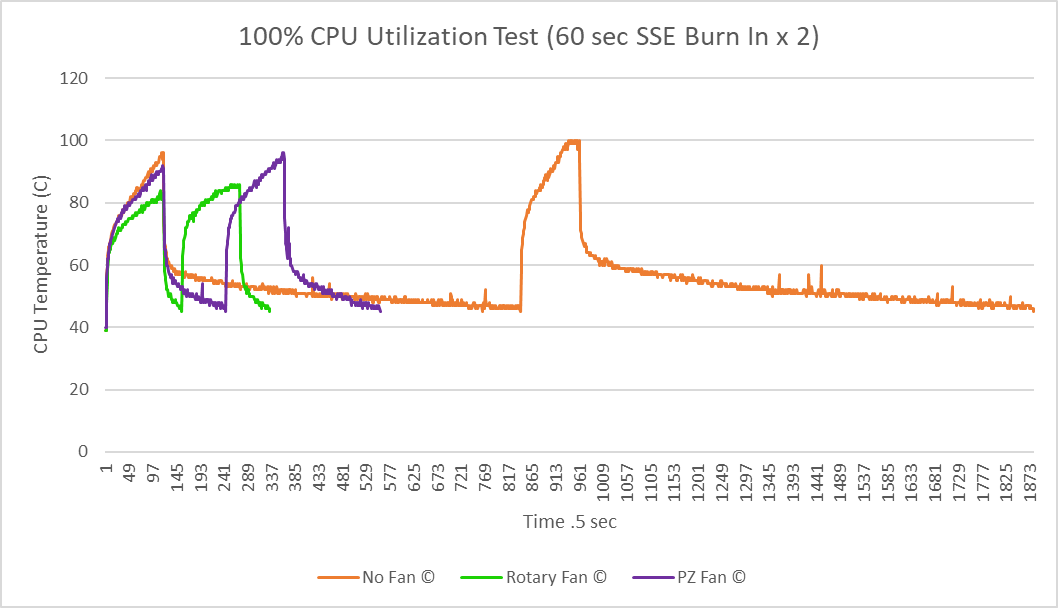 100% CPU Utilization Test (60 sec SSE Burn In x 2)
120
100
80
60
40
20
0
CPU Temperature (C)
1 49 97 145 193 241 289 337 385 433 481 529 577 625 673 721 769 817 865 913 961 1009 1057 1105 1153 1201 1249 1297 1345 1393 1441 1489 1537 1585 1633 1681 1729 1777 1825 1873
Time .5 sec
No Fan © Rotary Fan © PZ Fan ©